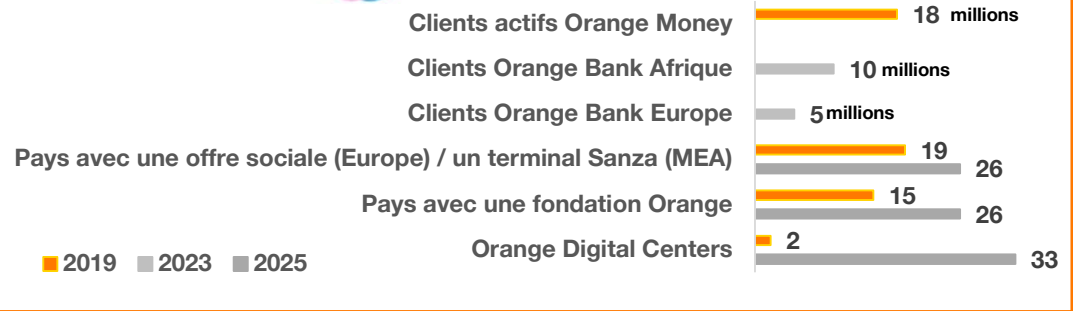 Clients actifs Orange Money 18 millions
Clients Orange Bank Afrique 10 millions
Clients Orange Bank Europe 5 millions
Pays avec une offre sociale (Europe) / un terminal Sanza (MEA) 19
26
Pays avec une fondation Orange 15
26
Orange Digital Centers 2
33
2019 2023 2025